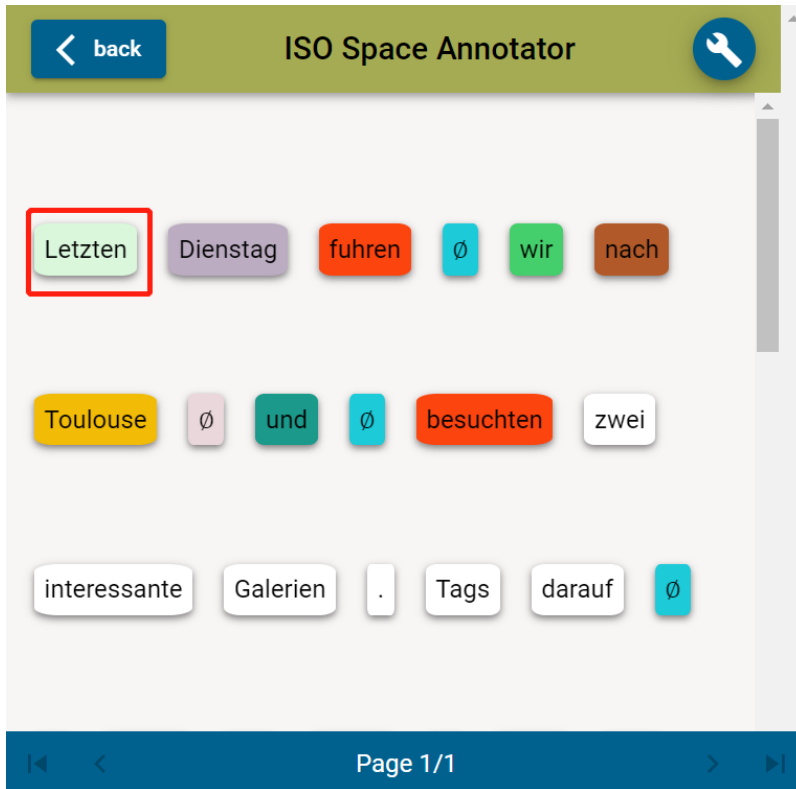 back ISO Space Annotator
Letzten Dienstag fuhren Ø wir nach
Toulouse Ø und Ø besuchten zwei
interessante Galerien . Tags darauf Ø
Page 1/1